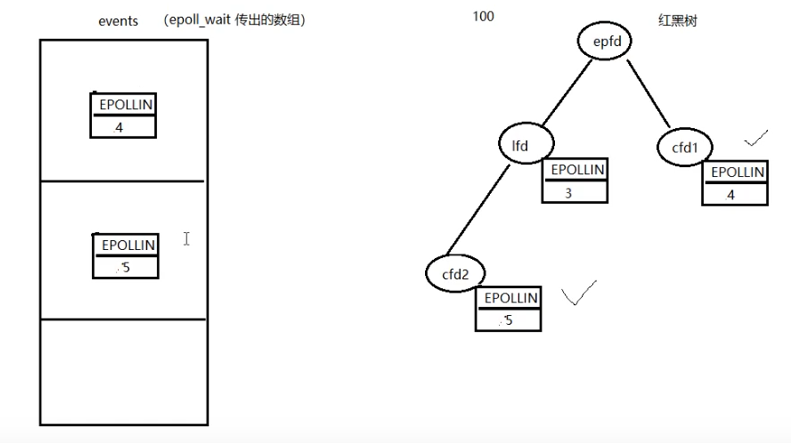 events （epoll_wait 传出的数组）
EPOLLIN
4
EPOLLIN
5
100
红黑树
epfd
lfd
EPOLLIN
3
cfd1
EPOLLIN
4
cfd2
EPOLLIN
5